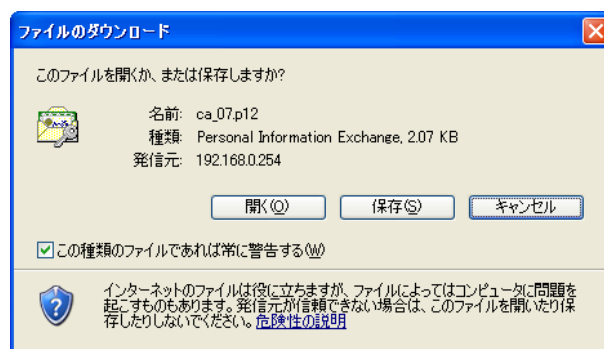 ファイルのダウンロード
このファイルを開くか、または保存しますか?
名前: ca_07.p12
種類: Personal Information Exchange, 2.07 KB
発信元: 192.168.0.254
開く(O) 保存(S) キャンセル
この種類のファイルであれば常に警告する(W)
インターネットのファイルは役に立ちますが、ファイルによってはコンピュータに問題を
起こすものもあります。発信元が信頼できない場合は、このファイルを開いたり保
存したりしないでください。危険性の説明